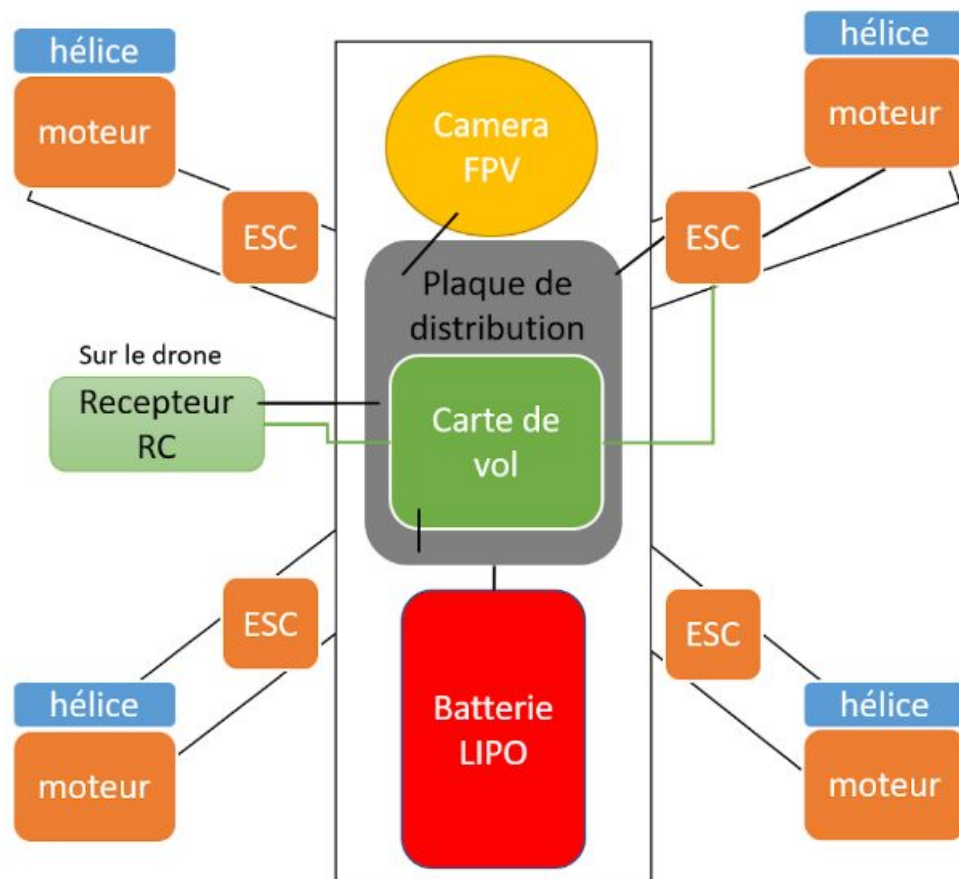 hélice
moteur
hélice
moteur
Camera
FPV
ESC
ESC
Plaque de
distribution
Sur le drone
Recepteur
RC
Carte de
vol
ESC
ESC
hélice
moteur
Batterie
LIPO
hélice
moteur